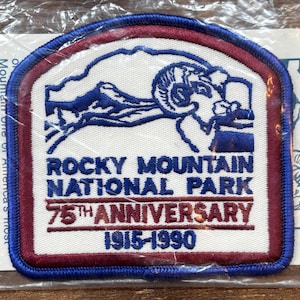 ROCKY MOUNTAIN
NATIONAL PARK
75TH ANNIVERSARY
1915-1990